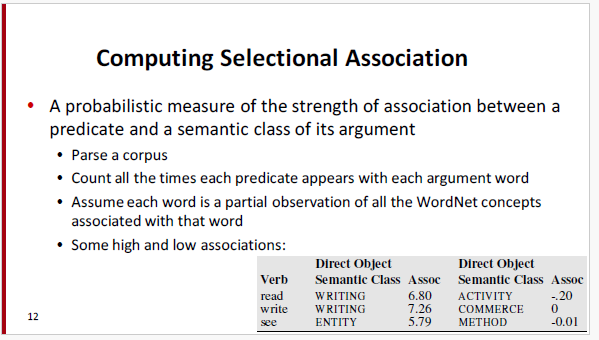 Computing Selectional Association
• A probabilistic measure of the strength of association between a
predicate and a semantic class of its argument
• Parse a corpus
• Count all the times each predicate appears with each argument word
• Assume each word is a partial observation of all the WordNet concepts
associated with that word
• Some high and low associations:
Direct Object Direct Object
Verb Semantic Class Assoc Semantic Class Assoc
read WRITING 6.80 ACTIVITY -.20
write WRITING 7.26 COMMERCE 0
see ENTITY 5.79 METHOD -0.01
12